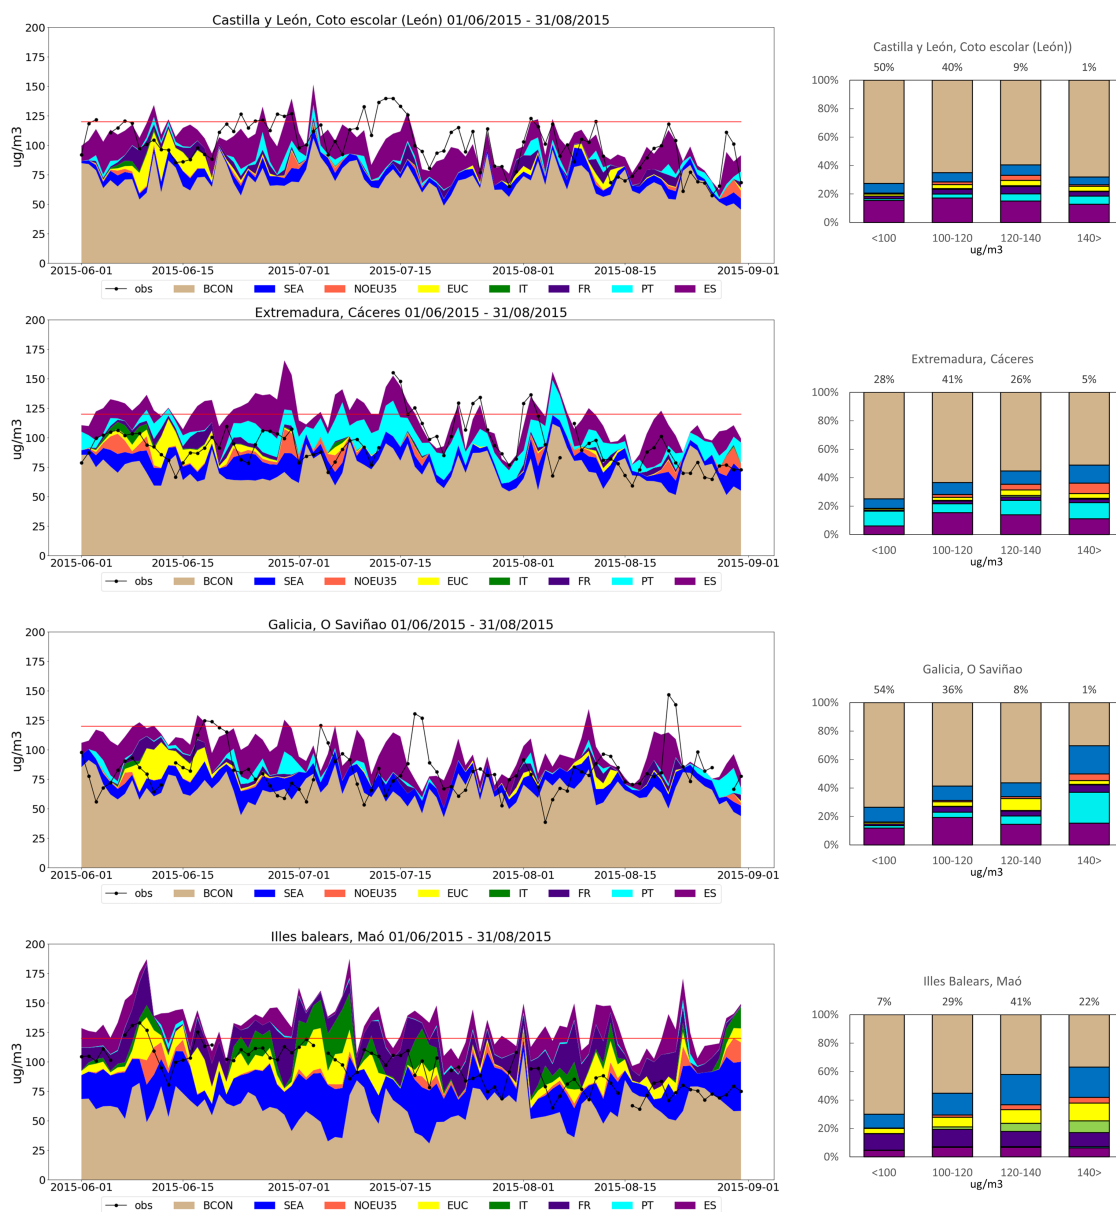 Castilla y León, Coto escolar (León) 01/06/2015 - 31/08/2015
200
175
150
125
100
75
50
25
0
ug/m3
2015-06-01 2015-06-15 2015-07-01 2015-07-15 2015-08-01 2015-08-15 2015-09-01
obs BCON SEA NOEU35 EUC IT FR PT ES
Castilla y León, Coto escolar (León))
50% 40% 9% 1%
100%
80%
60%
40%
20%
0%
<100 100-120 120-140 140>
ug/m3
Extremadura, Cáceres 01/06/2015 - 31/08/2015
200
175
150
125
100
75
50
25
0
ug/m3
2015-06-01 2015-06-15 2015-07-01 2015-07-15 2015-08-01 2015-08-15 2015-09-01
obs BCON SEA NOEU35 EUC IT FR PT ES
Extremadura, Cáceres
28% 41% 26% 5%
100%
80%
60%
40%
20%
0%
<100 100-120 120-140 140>
ug/m3
Galicia, O Saviñao 01/06/2015 - 31/08/2015
200
175
150
125
100
75
50
25
0
ug/m3
2015-06-01 2015-06-15 2015-07-01 2015-07-15 2015-08-01 2015-08-15 2015-09-01
obs BCON SEA NOEU35 EUC IT FR PT ES
Galicia, O Saviñao
54% 36% 8% 1%
100%
80%
60%
40%
20%
0%
<100 100-120 120-140 140>
ug/m3
Illes balears, Maó 01/06/2015 - 31/08/2015
200
175
150
125
100
75
50
25
0
ug/m3
2015-06-01 2015-06-15 2015-07-01 2015-07-15 2015-08-01 2015-08-15 2015-09-01
obs BCON SEA NOEU35 EUC IT FR PT ES
Illes Balears, Maó
7% 29% 41% 22%
100%
80%
60%
40%
20%
0%
<100 100-120 120-140 140>
ug/m3